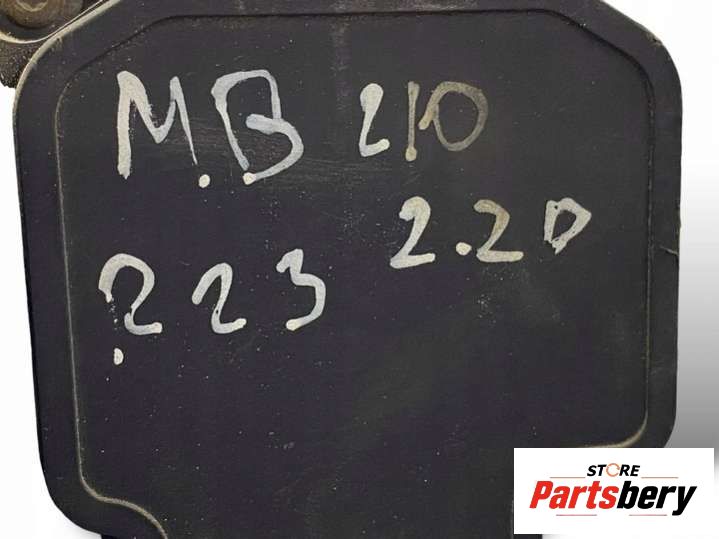 M.B 210
2.2D
223
STORE
Partsbery